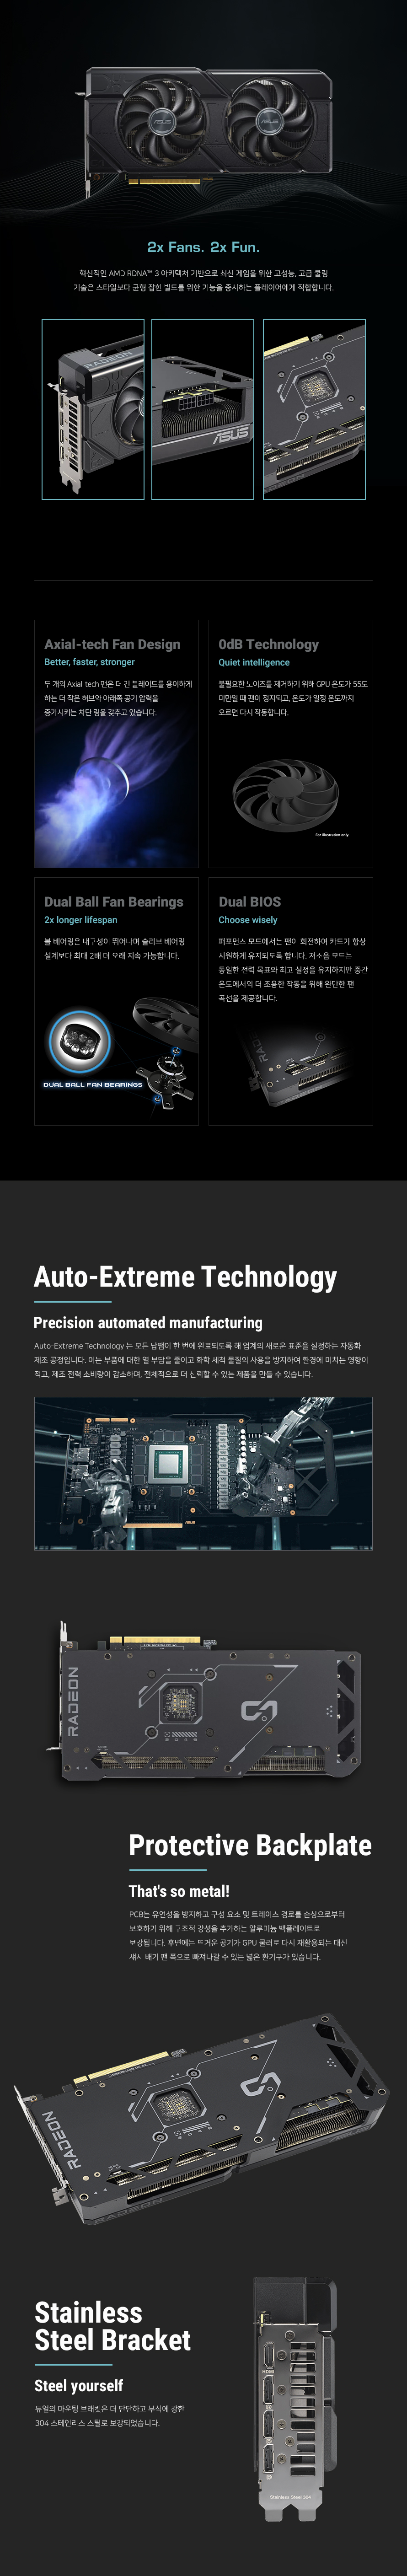 ASUS
ASUS
2x Fans. 2x Fun.
혁신적인 AMD RDNA™ 3 아키텍처 기반으로 최신 게임을 위한 고성능, 고급 쿨링
기술은 스타일보다 균형 잡힌 빌드를 위한 기능을 중시하는 플레이어에게 적합합니다.
RADEON
ASUS
Axial-tech Fan Design
Better, faster, stronger
두 개의 Axial-tech 팬은 더 긴 블레이드를 용이하게
하는 더 작은 허브와 아래쪽 공기 압력을
증가시키는 차단 링을 갖추고 있습니다.
0dB Technology
Quiet intelligence
불필요한 노이즈를 제거하기 위해 GPU 온도가 55도
미만일 때 팬이 정지되고, 온도가 일정 온도까지
오르면 다시 작동합니다.
For illustration only.
Dual Ball Fan Bearings
2x longer lifespan
볼 베어링은 내구성이 뛰어나며 슬리브 베어링
설계보다 최대 2배 더 오래 지속 가능합니다.
DUAL BALL FAN BEARINGS
Dual BIOS
Choose wisely
퍼포먼스 모드에서는 팬이 회전하여 카드가 항상
시원하게 유지되도록 합니다. 저소음 모드는
동일한 전력 목표와 최고 설정을 유지하지만 중간
온도에서의 더 조용한 작동을 위해 완만한 팬
곡선을 제공합니다.
RADEON
Auto-Extreme Technology
Precision automated manufacturing
Auto-Extreme Technology 는 모든 납땜이 한 번에 완료되도록 해 업계의 새로운 표준을 설정하는 자동화
제조 공정입니다. 이는 부품에 대한 열 부담을 줄이고 화학 세척 물질의 사용을 방지하여 환경에 미치는 영향이
적고, 제조 전력 소비량이 감소하며, 전체적으로 더 신뢰할 수 있는 제품을 만들 수 있습니다.
ASUS
RADEON
Protective Backplate
That's so metal!
PCB는 유연성을 방지하고 구성 요소 및 트레이스 경로를 손상으로부터
보호하기 위해 구조적 강성을 추가하는 알루미늄 백플레이트로
보강됩니다. 후면에는 뜨거운 공기가 GPU 쿨러로 다시 재활용되는 대신
섀시 배기 팬 쪽으로 빠져나갈 수 있는 넓은 환기구가 있습니다.
RADEON
RADEON
Stainless
Steel Bracket
Steel yourself
듀얼의 마운팅 브래킷은 더 단단하고 부식에 강한
304 스테인리스 스틸로 보강되었습니다.
HDMI
Stainless Steel 304